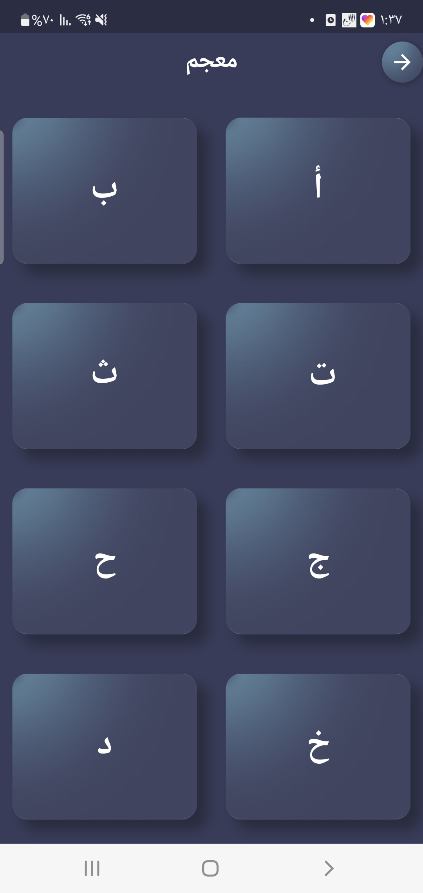 ١:٣٧ %٧٠
معجم
أ ب
ت ث
ج ح
خ د